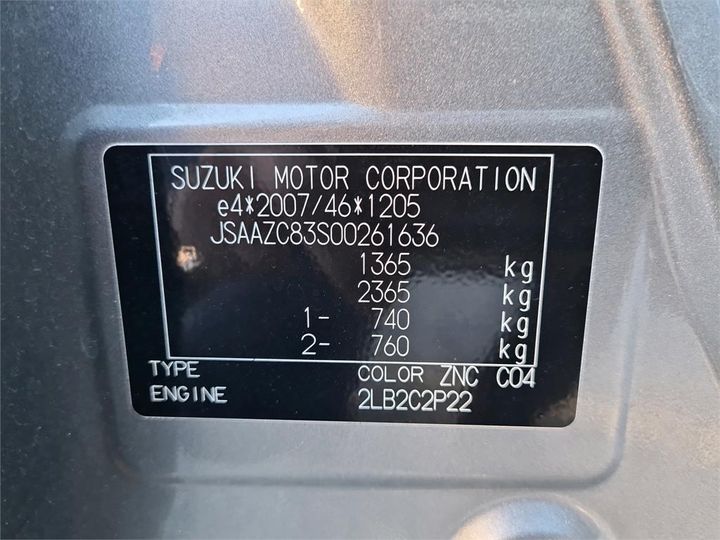 SUZUKI MOTOR CORPORATION
e4*2007/46*1205
JSAAZC83S00261636
1365 kg
2365 kg
1- 740 kg
2- 760 kg
TYPE COLOR ZNC C04
ENGINE 2LB2C2P22